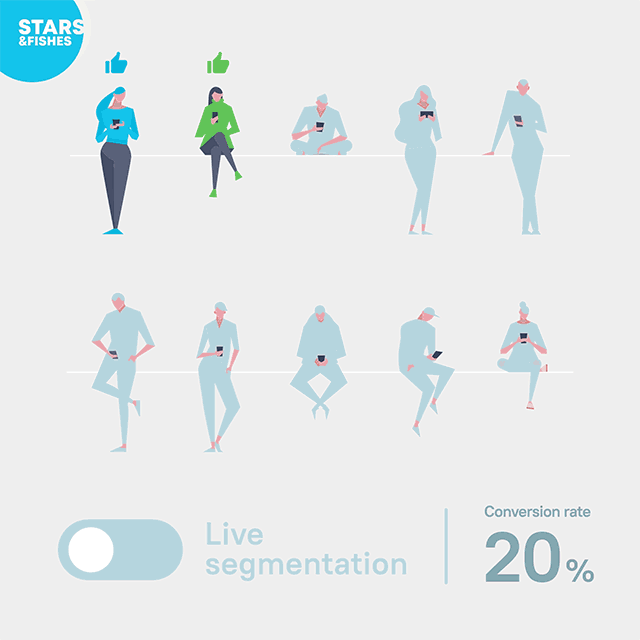 STARS
&FISHES
Live
segmentation
Conversion rate
20%